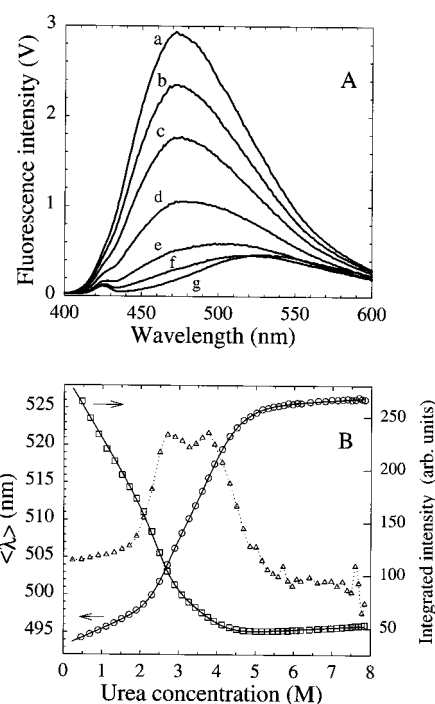 A
Fluorescence intensity (V)
3
2
1
0
a
b
c
d
e
f
g
400 450 500 550 600
Wavelength (nm)
B
<λ> (nm)
525
520
515
510
505
500
495
250
200
150
100
50
Integrated intensity (arb. units)
0 1 2 3 4 5 6 7 8
Urea concentration (M)